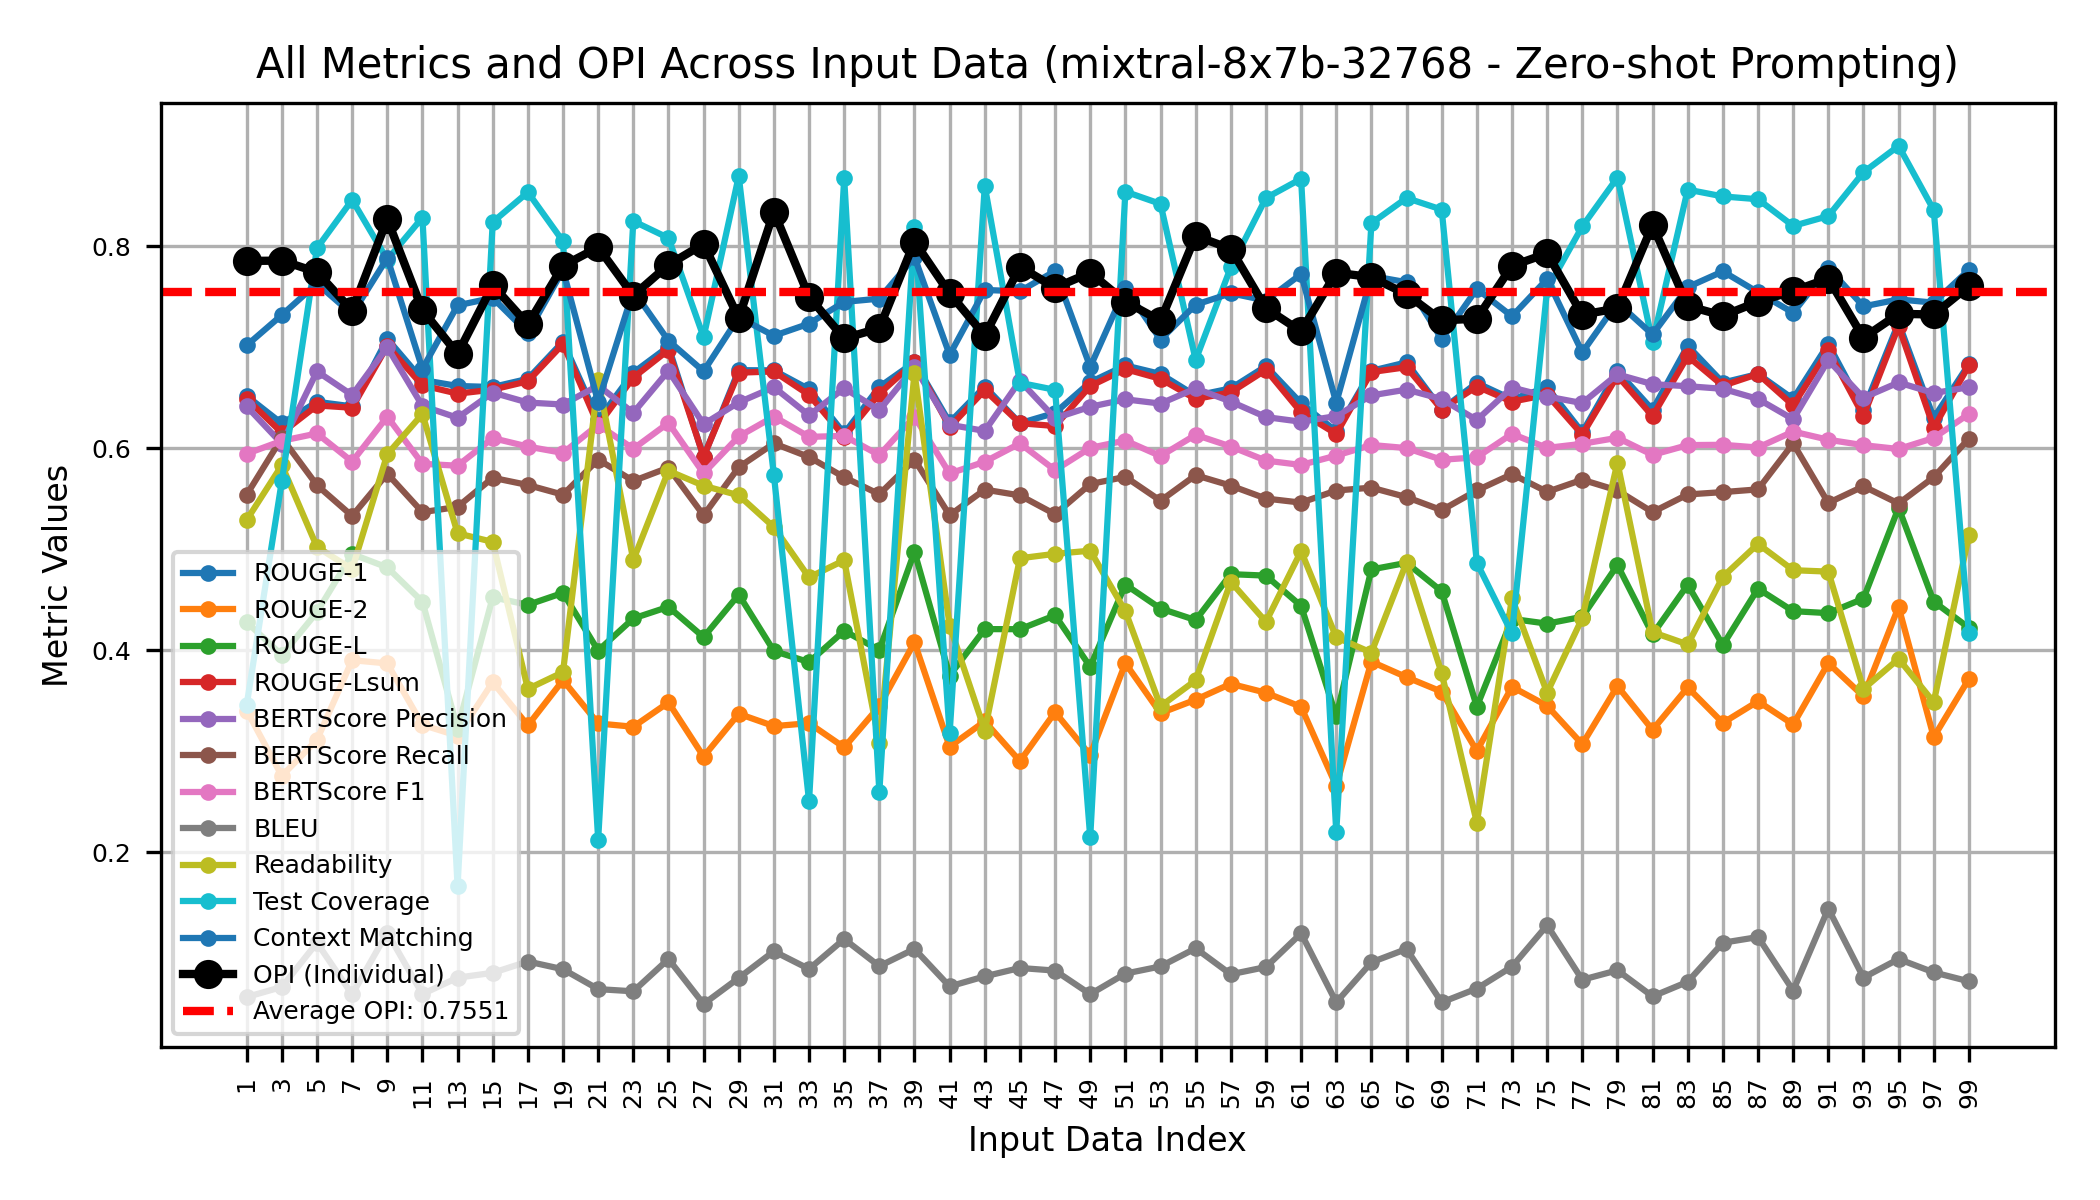 All Metrics and OPI Across Input Data (mixtral-8x7b-32768 - Zero-shot Prompting)
Metric Values
0.8
0.6
0.4
0.2
ROUGE-1
ROUGE-2
ROUGE-L
ROUGE-Lsum
BERTScore Precision
BERTScore Recall
BERTScore F1
BLEU
Readability
Test Coverage
Context Matching
OPI (Individual)
Average OPI: 0.7551
1 3 5 7 9 11 13 15 17 19 21 23 25 27 29 31 33 35 37 39 41 43 45 47 49 51 53 55 57 59 61 63 65 67 69 71 73 75 77 79 81 83 85 87 89 91 93 95 97 99
Input Data Index